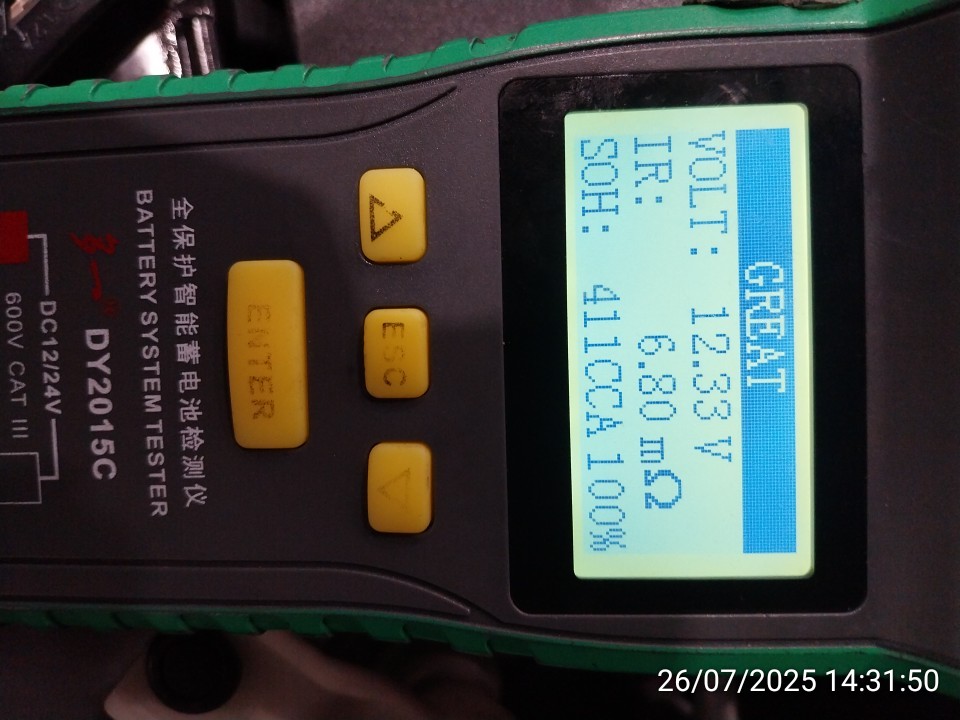 GREAT
VOLT: 12.33 V
IR: 6.80 mΩ
SOH: 411CCA 100%
ESC
ENTER
全保护智能蓄电池检测仪
BATTERY SYSTEM TESTER
DY2015C
DC12/24V
600V CAT III
26/07/2025 14:31:50